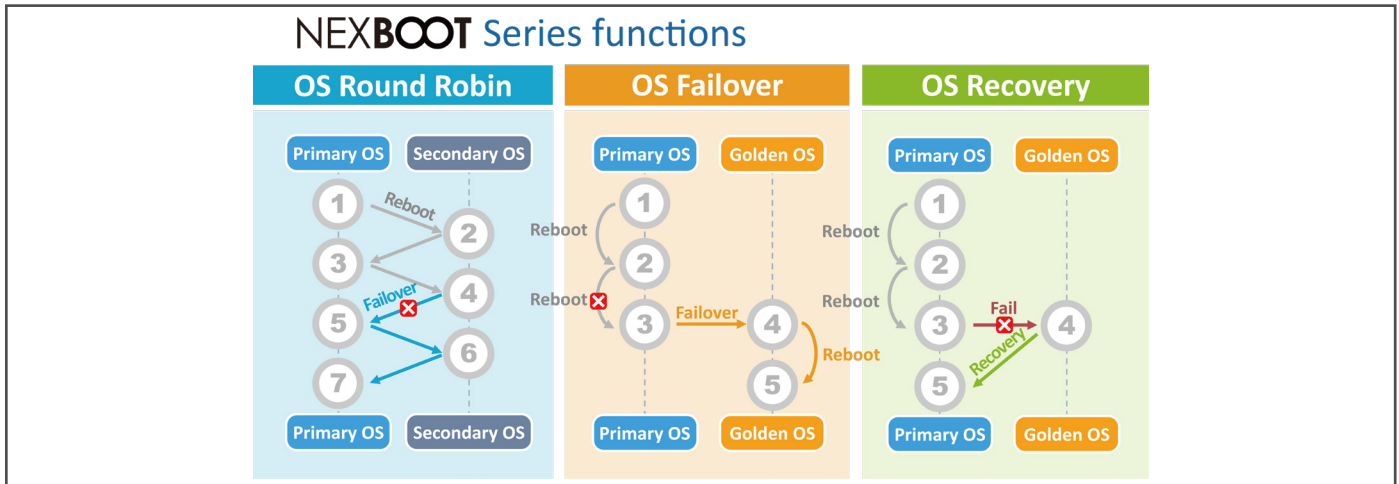 NEXBOOT Series functions
OS Round Robin
Primary OS Secondary OS
1
Reboot
2
3
4
Failover
5
6
7
Primary OS Secondary OS
OS Failover
Primary OS Golden OS
1
Reboot
2
Reboot
3
Failover
4
Reboot
5
Primary OS Golden OS
OS Recovery
Primary OS Golden OS
1
Reboot
2
Reboot
3
Fail
4
Recovery
5
Primary OS Golden OS